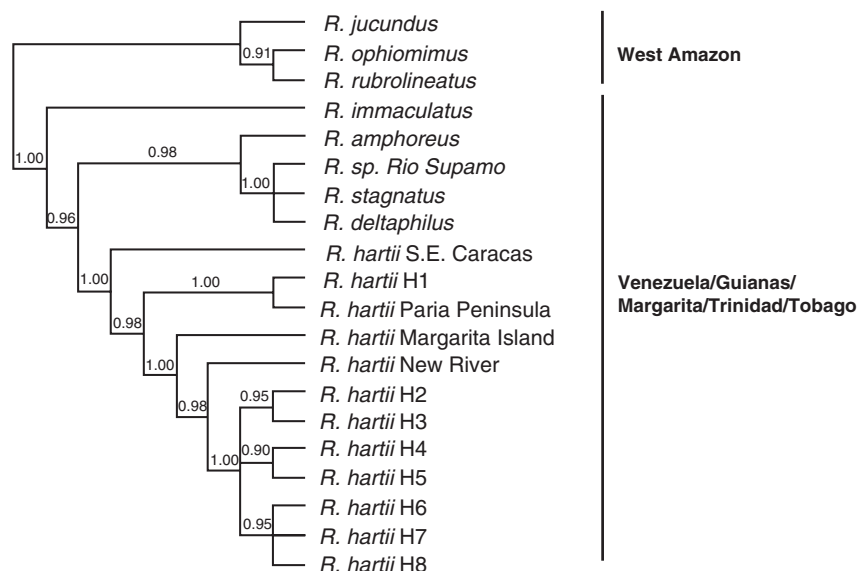 R. jucundus
0.91
R. ophiomimus
West Amazon
R. rubrolineatus
R. immaculatus
R. amphoreus
1.00
0.98
R. sp. Rio Supamo
1.00
R. stagnatus
0.96
R. deltaphilus
R. hartii S.E. Caracas
1.00
1.00
R. hartii H1
Venezuela/Guianas/
Margarita/Trinidad/Tobago
R. hartii Paria Peninsula
0.98
R. hartii Margarita Island
1.00
R. hartii New River
0.98
0.95
R. hartii H2
R. hartii H3
0.90
R. hartii H4
1.00
R. hartii H5
R. hartii H6
0.95
R. hartii H7
R. hartii H8